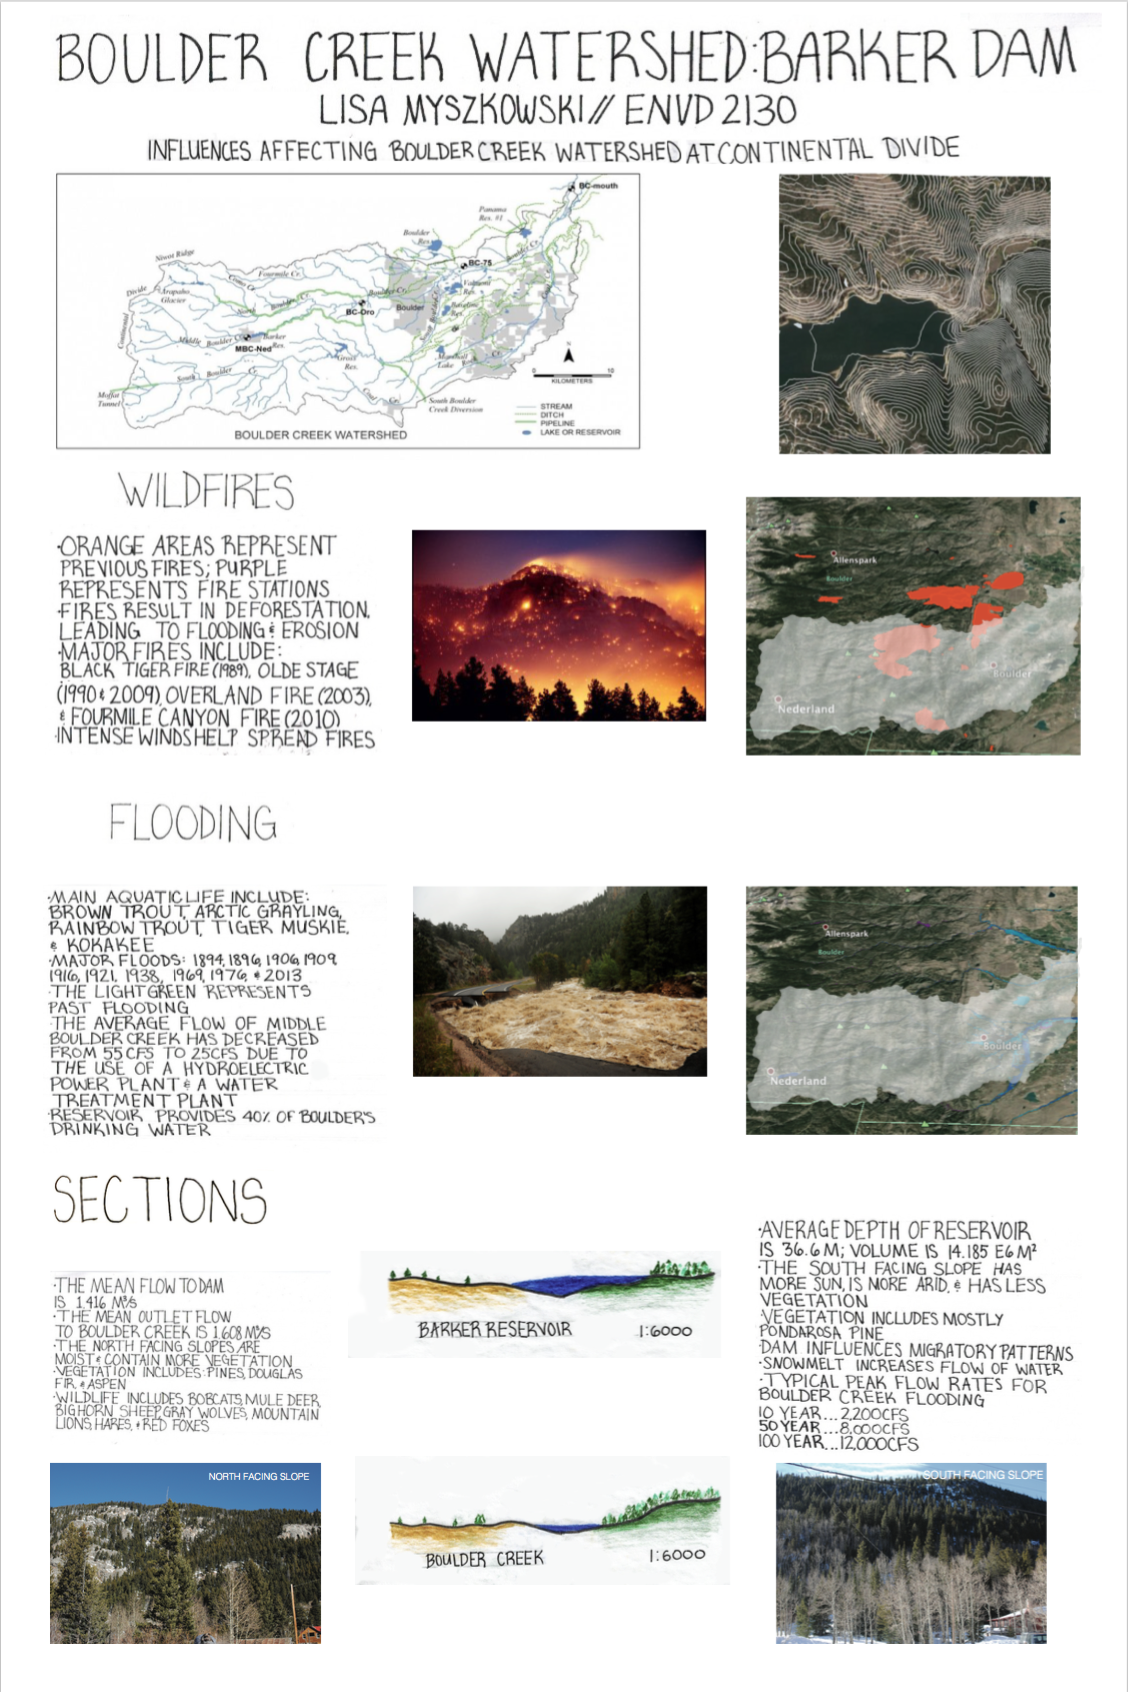 BOULDER CREEK WATERSHED:BARKER DAM
LISA MYSZKOWSKI// ENVD 2130
INFLUENCES AFFECTING BOULDER CREEK WATERSHED AT CONTINENTAL DIVIDE
BC-mouth
Panama
Res. #1
Boulder
Res.
Niwot Ridge
BC-75
Fourmile Cr.
Como Cr.
Arapaho
Glacier
Divide
Continental
North
Boulder Cr.
Boulder Cr.
Boulder
BC-Oro
Valmont
Res.
Baseline
Res.
Middle Boulder Cr.
Barker
Res.
MBC-Ned
Gross
Res.
Marshall
Lake
South Boulder Cr.
Coal Cr.
Moffat
Tunnel
South Boulder
Creek Diversion
N
0 10
KILOMETERS
STREAM
DITCH
PIPELINE
LAKE OR RESERVOIR
BOULDER CREEK WATERSHED
WILDFIRES
·ORANGE AREAS REPRESENT
PREVIOUS FIRES; PURPLE
REPRESENTS FIRE STATIONS
·FIRES RESULT IN DEFORESTATION,
LEADING TO FLOODING & EROSION
·MAJOR FIRES INCLUDE:
BLACK TIGER FIRE (1989), OLDE STAGE
(1990 & 2009), OVERLAND FIRE (2003),
& FOURMILE CANYON FIRE (2010)
·INTENSE WINDS HELP SPREAD FIRES
Allenspark
Boulder
Boulder
Nederland
FLOODING
·MAIN AQUATIC LIFE INCLUDE:
BROWN TROUT, ARCTIC GRAYLING,
RAINBOW TROUT, TIGER MUSKIE,
& KOKAKEE
·MAJOR FLOODS: 1894, 1896, 1906, 1909
1916, 1921, 1938, 1969, 1976, & 2013
·THE LIGHT GREEN REPRESENTS
PAST FLOODING
·THE AVERAGE FLOW OF MIDDLE
BOULDER CREEK HAS DECREASED
FROM 55 CFS TO 25CFS DUE TO
THE USE OF A HYDROELECTRIC
POWER PLANT & A WATER
TREATMENT PLANT
·RESERVOIR PROVIDES 40% OF BOULDER'S
DRINKING WATER
Allenspark
Boulder
Boulder
Nederland
SECTIONS
·THE MEAN FLOW TO DAM
IS 1.416 M³/S
·THE MEAN OUTLET FLOW
TO BOULDER CREEK IS 1.608 M³/S
·THE NORTH FACING SLOPES ARE
MOIST & CONTAIN MORE VEGETATION
·VEGETATION INCLUDES: PINES, DOUGLAS
FIR, & ASPEN
·WILDLIFE INCLUDES BOBCATS, MULE DEER,
BIGHORN SHEEP, GRAY WOLVES, MOUNTAIN
LIONS, HARES, & RED FOXES
BARKER RESERVOIR 1:6000
·AVERAGE DEPTH OF RESERVOIR
IS 36.6 M; VOLUME IS 14.185 E6 M²
·THE SOUTH FACING SLOPE HAS
MORE SUN, IS MORE ARID, & HAS LESS
VEGETATION
·VEGETATION INCLUDES MOSTLY
PONDAROSA PINE
·DAM INFLUENCES MIGRATORY PATTERNS
·SNOWMELT INCREASES FLOW OF WATER
·TYPICAL PEAK FLOW RATES FOR
BOULDER CREEK FLOODING
10 YEAR...2,200CFS
50 YEAR...8,000CFS
100 YEAR...12,000CFS
NORTH FACING SLOPE
BOULDER CREEK 1:6000
SOUTH FACING SLOPE